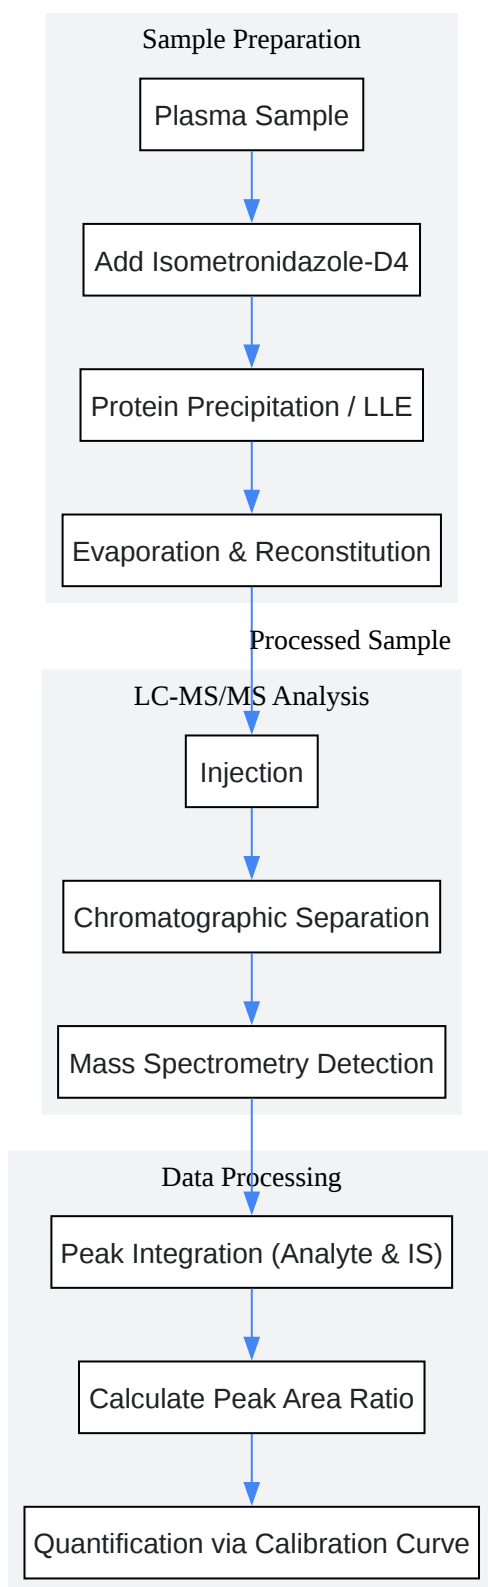 Sample Preparation
Plasma Sample
Add Isometronidazole-D4
Protein Precipitation / LLE
Evaporation & Reconstitution
Processed Sample
LC-MS/MS Analysis
Injection
Chromatographic Separation
Mass Spectrometry Detection
Data Processing
Peak Integration (Analyte & IS)
Calculate Peak Area Ratio
Quantification via Calibration Curve